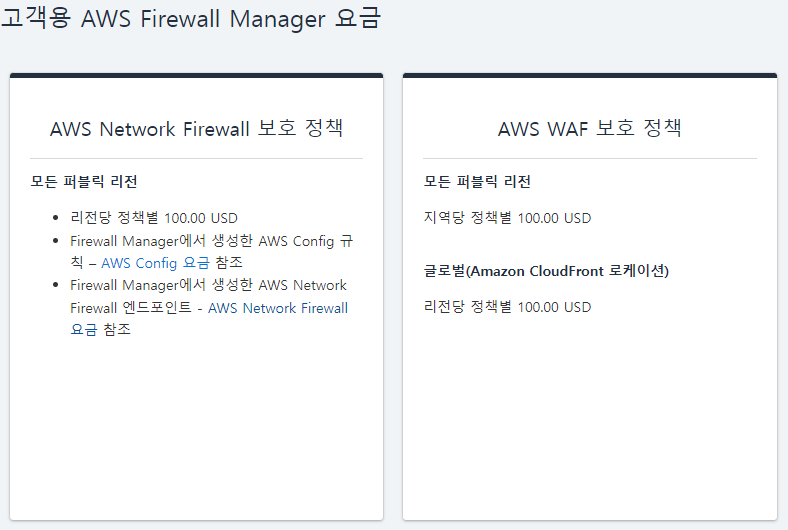 고객용 AWS Firewall Manager 요금
AWS Network Firewall 보호 정책
모든 퍼블릭 리전
• 리전당 정책별 100.00 USD
• Firewall Manager에서 생성한 AWS Config 규
칙 – AWS Config 요금 참조
• Firewall Manager에서 생성한 AWS Network
Firewall 엔드포인트 - AWS Network Firewall
요금 참조
AWS WAF 보호 정책
모든 퍼블릭 리전
지역당 정책별 100.00 USD
글로벌(Amazon CloudFront 로케이션)
리전당 정책별 100.00 USD